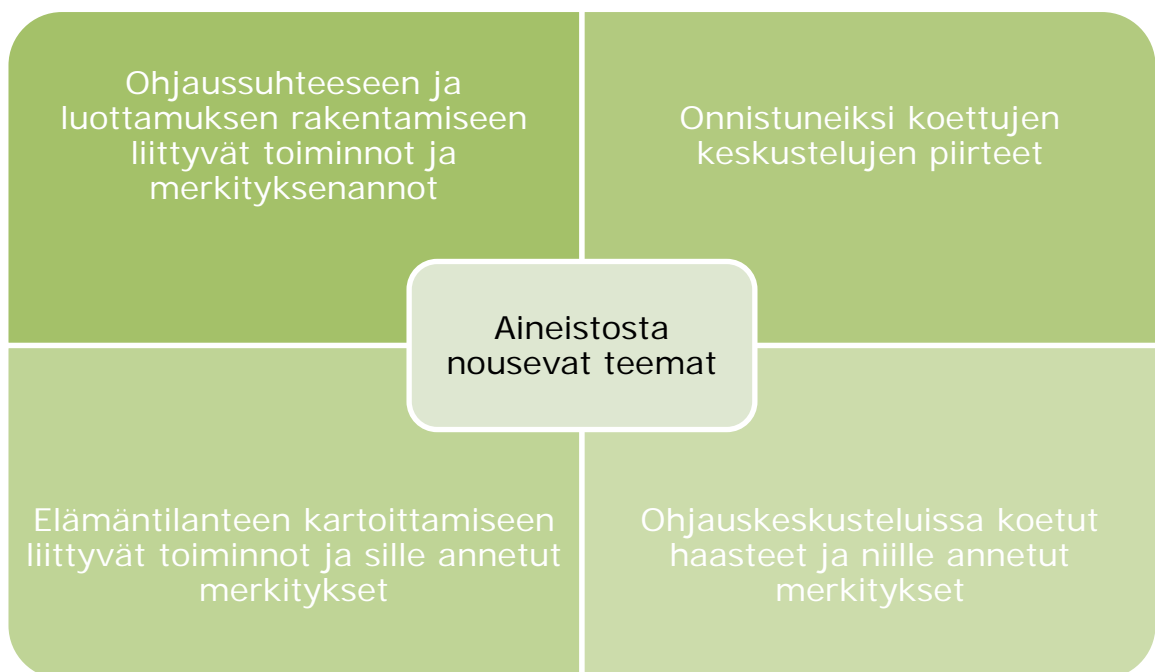 Ohjaussuhteeseen ja
luottamuksen rakentamiseen
liittyvät toiminnot ja
merkityksenannot
Onnistuneiksi koettujen
keskustelujen piirteet
Aineistosta
nousevat teemat
Elämäntilanteen kartoittamiseen
liittyvät toiminnot ja sille annetut
merkitykset
Ohjauskeskusteluissa koetut
haasteet ja niille annetut
merkitykset